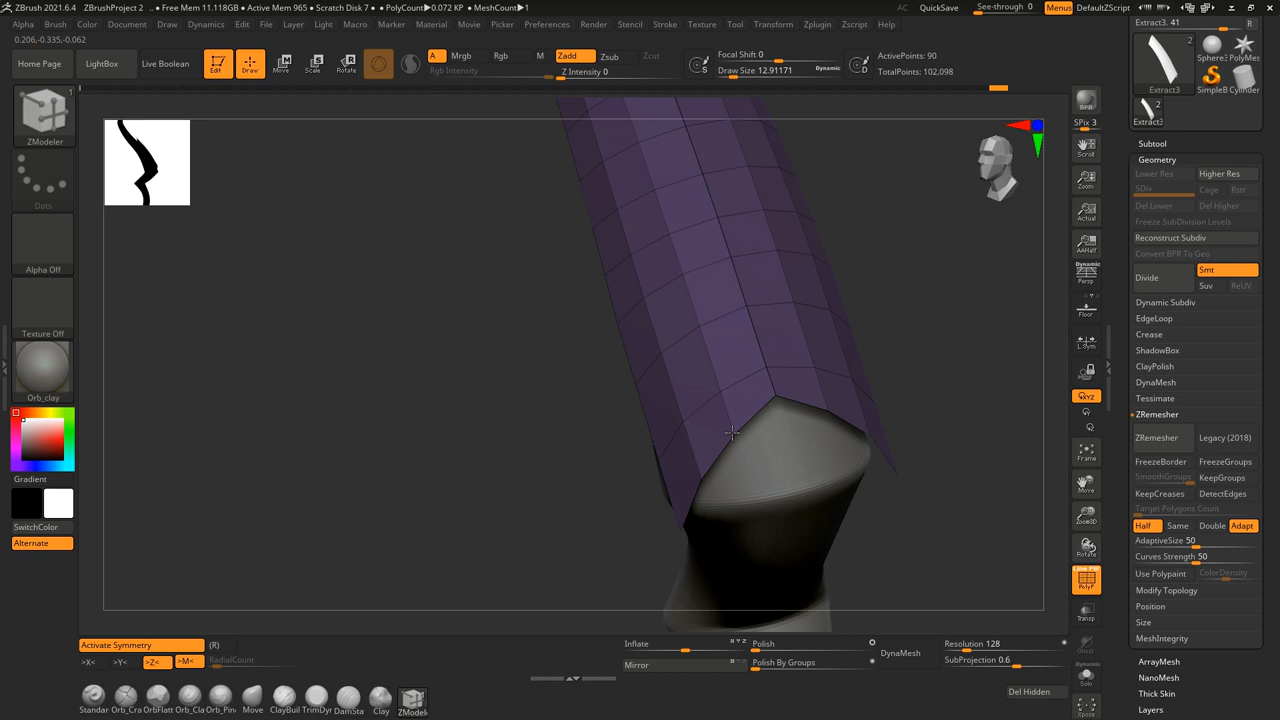 ZBrush 2021.6.4 ZBrushProject 2 .. • Free Mem 11.118GB • Active Mem 965 • Scratch Disk 7 • PolyCount▶0.072 KP • MeshCount▶1 AC QuickSave See-through 0 Menus DefaultZScript
Alpha Brush Color Document Draw Dynamics Edit File Layer Light Macro Marker Material Movie Picker Preferences Render Stencil Stroke Texture Tool Transform Zplugin Zscript Help
0.206,-0.335,-0.062
Home Page LightBox Live Boolean Edit Draw Move Scale Rotate A Mrgb Rgb M Zadd Zsub Zcut
Rgb Intensity Z Intensity 0
Focal Shift 0
Draw Size 12.91171 Dynamic
S D
ActivePoints: 90
TotalPoints: 102,098
ZModeler
1
Dots
Alpha Off
Texture Off
Orb_clay
Gradient
SwitchColor
Alternate
BPR
SPix 3
Scroll
Zoom
Actual
AAHalf
Dynamic
Persp
Floor
L.Sym
XYZ
Frame
Move
Zoom3D
Rotate
Line Fill
PolyF
Transp
Ghost
Dynamic
Solo
Xpose
Extract3. 41 R
2
Extract3
Sphere3 PolyMes
SimpleB Cylinder
2
Extract3
Subtool
Geometry
Lower Res Higher Res
SDiv Cage Rstr
Del Lower Del Higher
Freeze SubDivision Levels
Reconstruct Subdiv
Convert BPR To Geo
Divide Smt
Suv ReUV
Dynamic Subdiv
EdgeLoop
Crease
ShadowBox
ClayPolish
DynaMesh
Tessimate
ZRemesher
ZRemesher Legacy (2018)
FreezeBorder FreezeGroups
SmoothGroups KeepGroups
KeepCreases DetectEdges
Target Polygons Count
Half Same Double Adapt
AdaptiveSize 50
Curves Strength 50
Use Polypaint ColorDensity
Modify Topology
Position
Size
MeshIntegrity
ArrayMesh
NanoMesh
Thick Skin
Layers
Activate Symmetry (R)
>X< >Y< >Z< >M< RadialCount
Inflate Polish
Mirror Polish By Groups
DynaMesh
Resolution 128
SubProjection 0.6
Del Hidden
Standar Orb_Cra OrbFlatt Orb_Cla Orb_Pin Move ClayBuil TrimDyr DamSta Clay ZModel